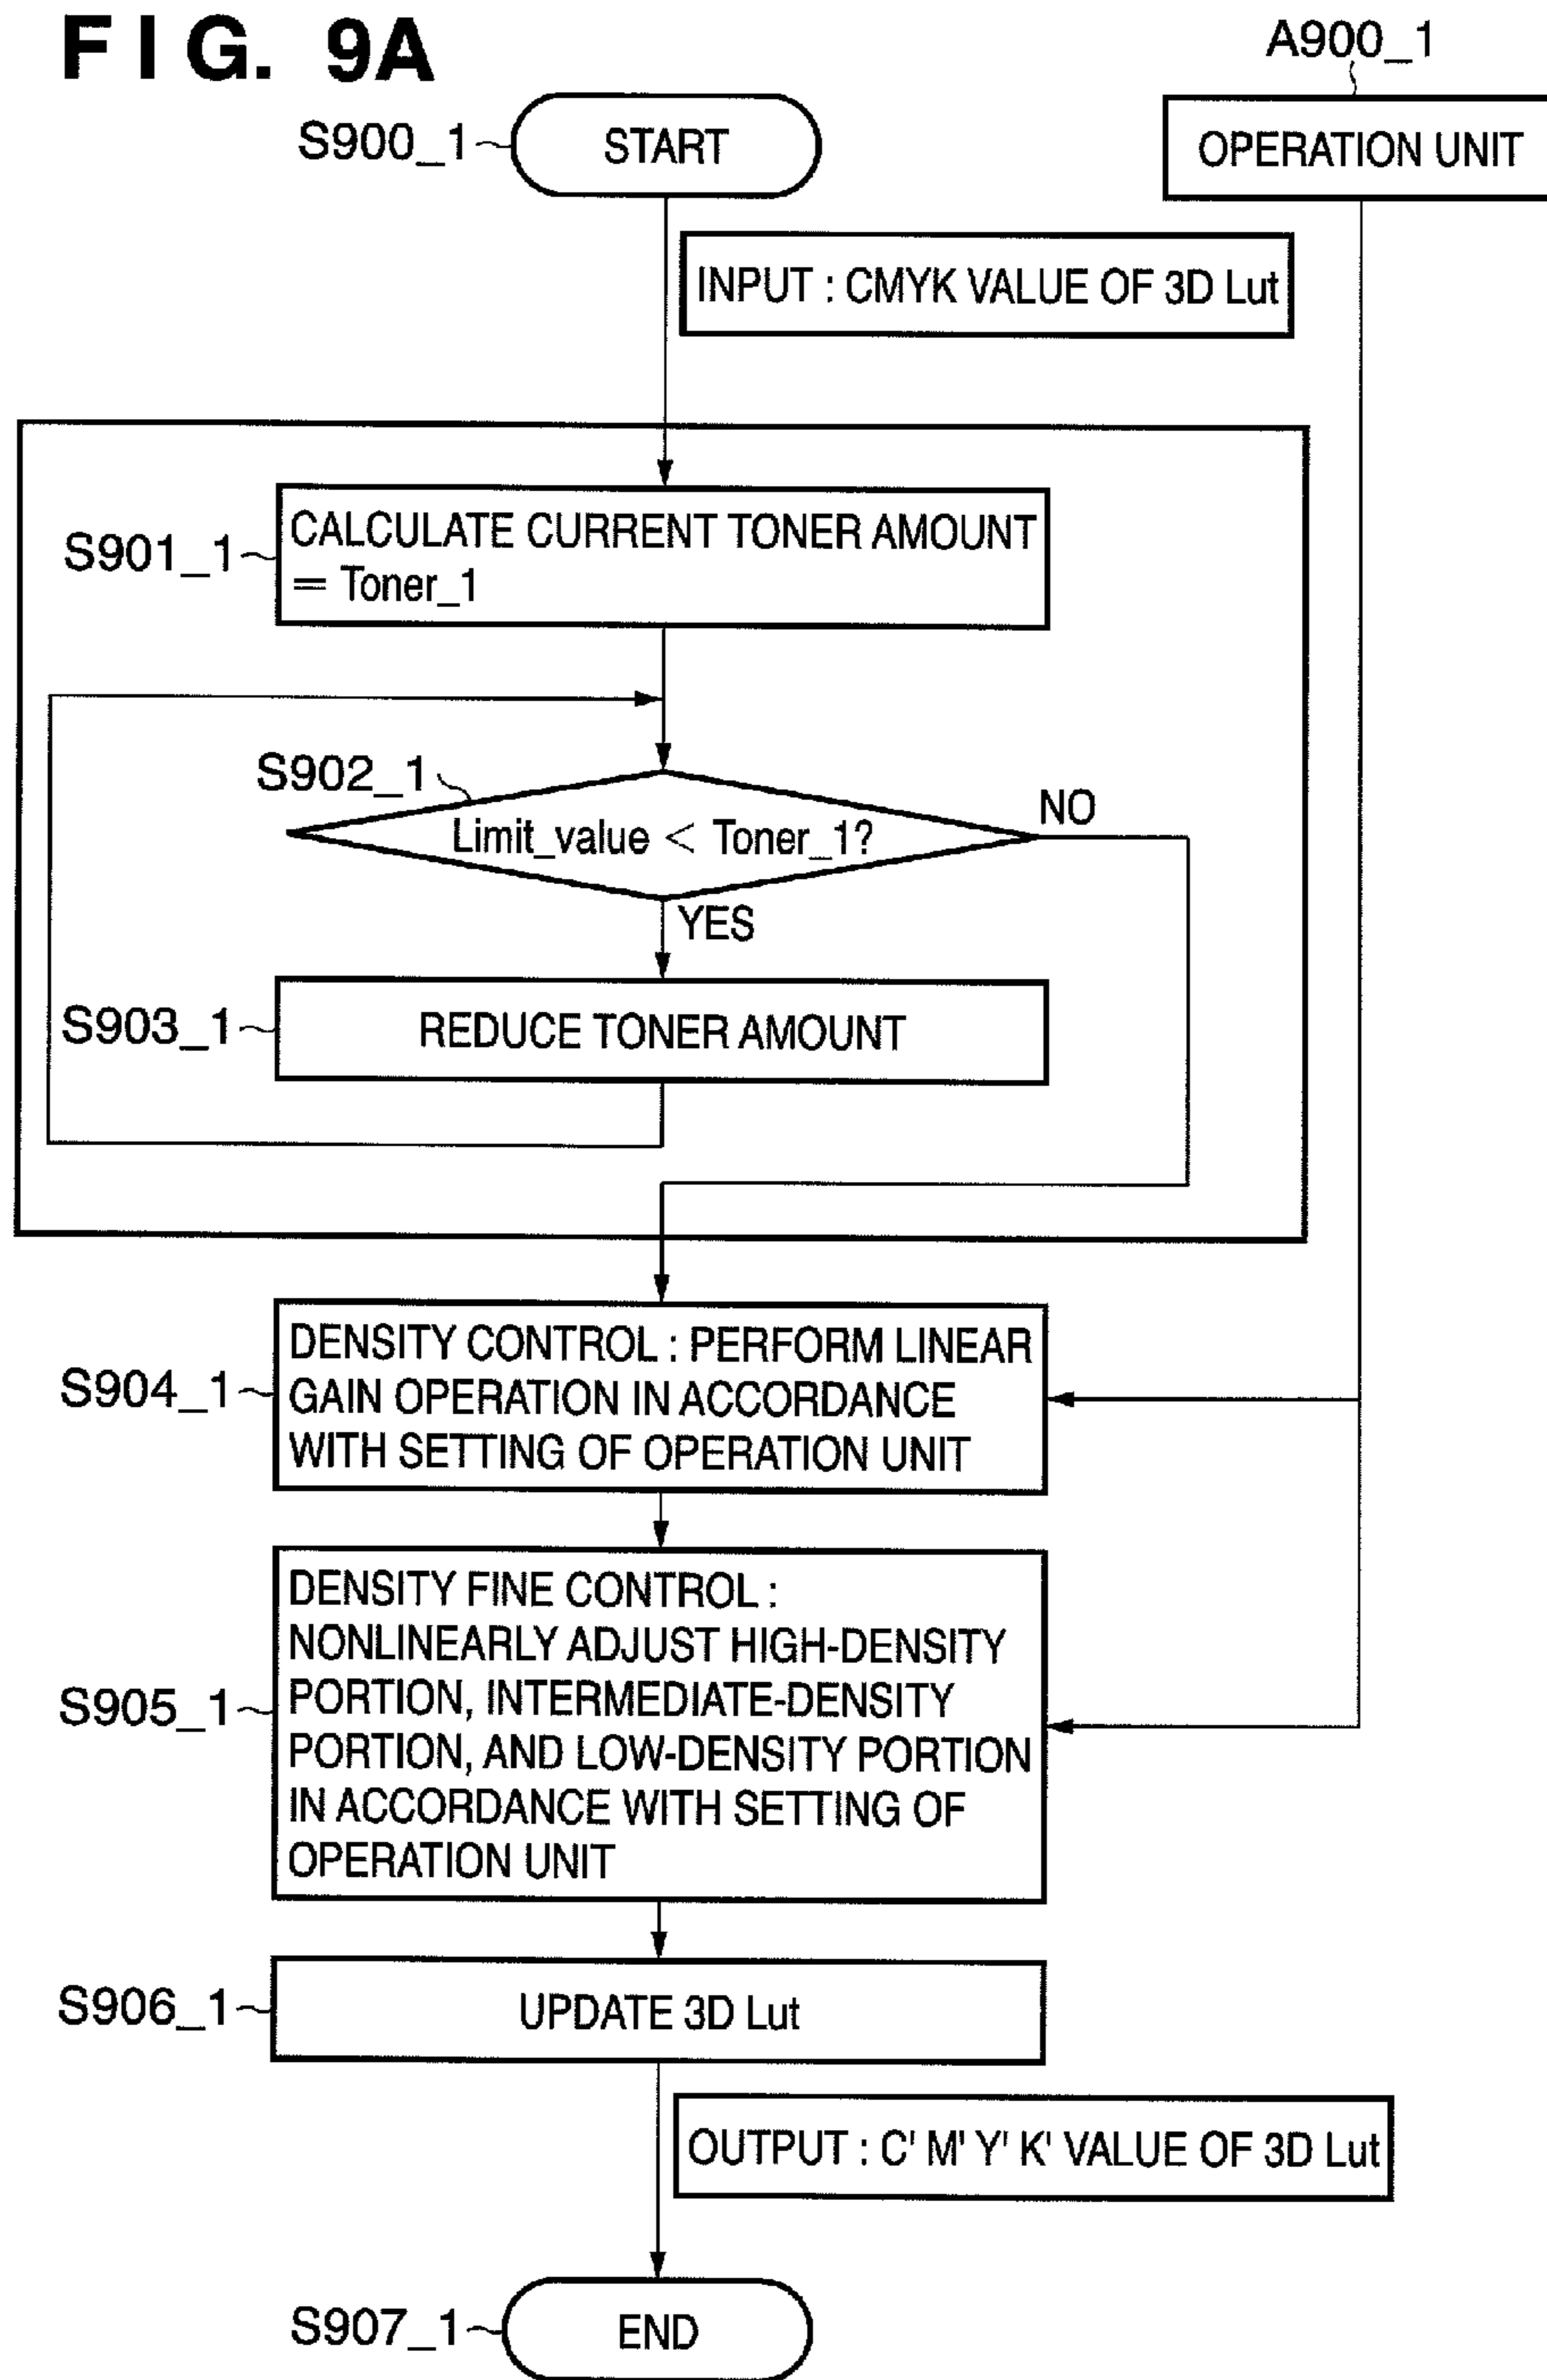 FIG. 9A
A900_1
S900_1
START
OPERATION UNIT
INPUT : CMYK VALUE OF 3D Lut
S901_1
CALCULATE CURRENT TONER AMOUNT
= Toner_1
S902_1
Limit_value < Toner_1?
NO
YES
S903_1
REDUCE TONER AMOUNT
S904_1
DENSITY CONTROL : PERFORM LINEAR
GAIN OPERATION IN ACCORDANCE
WITH SETTING OF OPERATION UNIT
S905_1
DENSITY FINE CONTROL :
NONLINEARLY ADJUST HIGH-DENSITY
PORTION, INTERMEDIATE-DENSITY
PORTION, AND LOW-DENSITY PORTION
IN ACCORDANCE WITH SETTING OF
OPERATION UNIT
S906_1
UPDATE 3D Lut
OUTPUT : C' M' Y' K' VALUE OF 3D Lut
S907_1
END